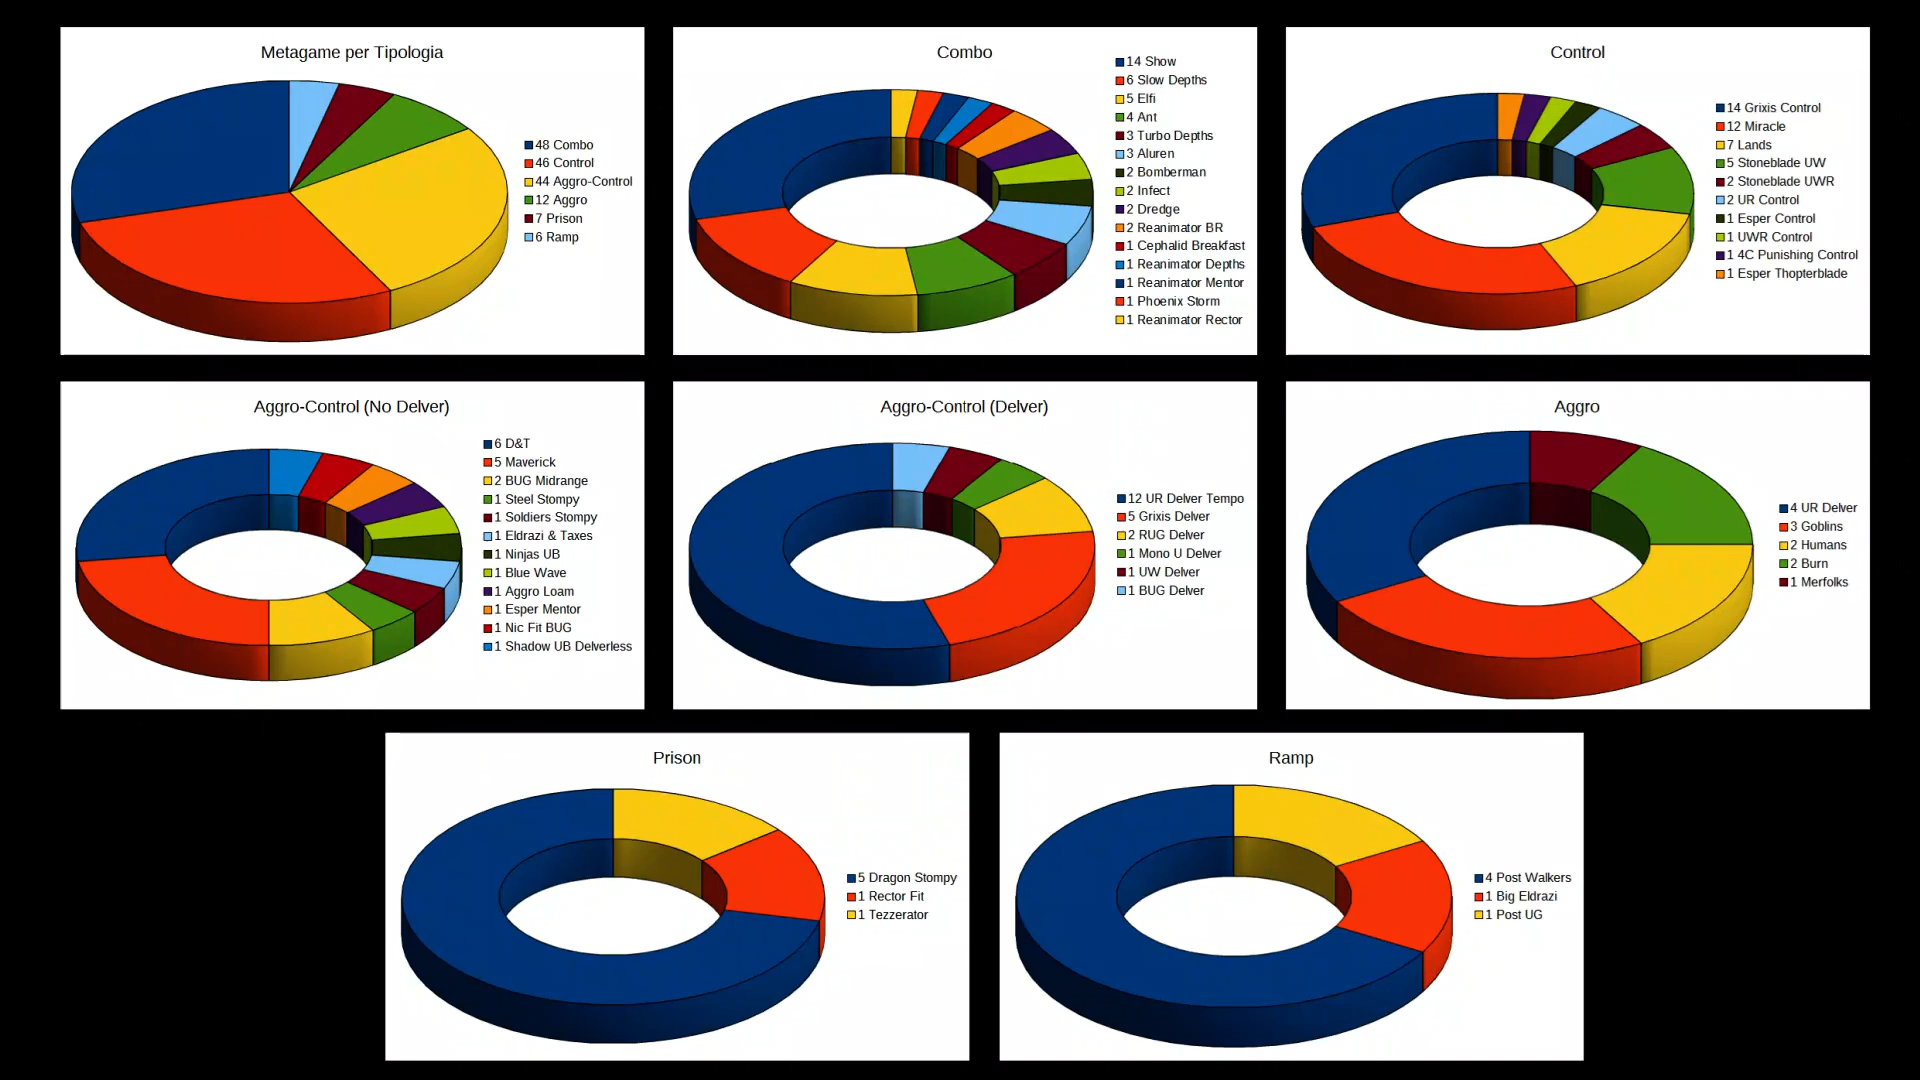 Metagame per Tipologia
48 Combo
46 Control
44 Aggro-Control
12 Aggro
7 Prison
6 Ramp
Combo
14 Show
6 Slow Depths
5 Elfi
4 Ant
3 Turbo Depths
3 Aluren
2 Bomberman
2 Infect
2 Dredge
2 Reanimator BR
1 Cephalid Breakfast
1 Reanimator Depths
1 Reanimator Mentor
1 Phoenix Storm
1 Reanimator Rector
Control
14 Grixis Control
12 Miracle
7 Lands
5 Stoneblade UW
2 Stoneblade UWR
2 UR Control
1 Esper Control
1 UWR Control
1 4C Punishing Control
1 Esper Thopterblade
Aggro-Control (No Delver)
6 D&T
5 Maverick
2 BUG Midrange
1 Steel Stompy
1 Soldiers Stompy
1 Eldrazi & Taxes
1 Ninjas UB
1 Blue Wave
1 Aggro Loam
1 Esper Mentor
1 Nic Fit BUG
1 Shadow UB Delverless
Aggro-Control (Delver)
12 UR Delver Tempo
5 Grixis Delver
2 RUG Delver
1 Mono U Delver
1 UW Delver
1 BUG Delver
Aggro
4 UR Delver
3 Goblins
2 Humans
2 Burn
1 Merfolks
Prison
5 Dragon Stompy
1 Rector Fit
1 Tezzerator
Ramp
4 Post Walkers
1 Big Eldrazi
1 Post UG